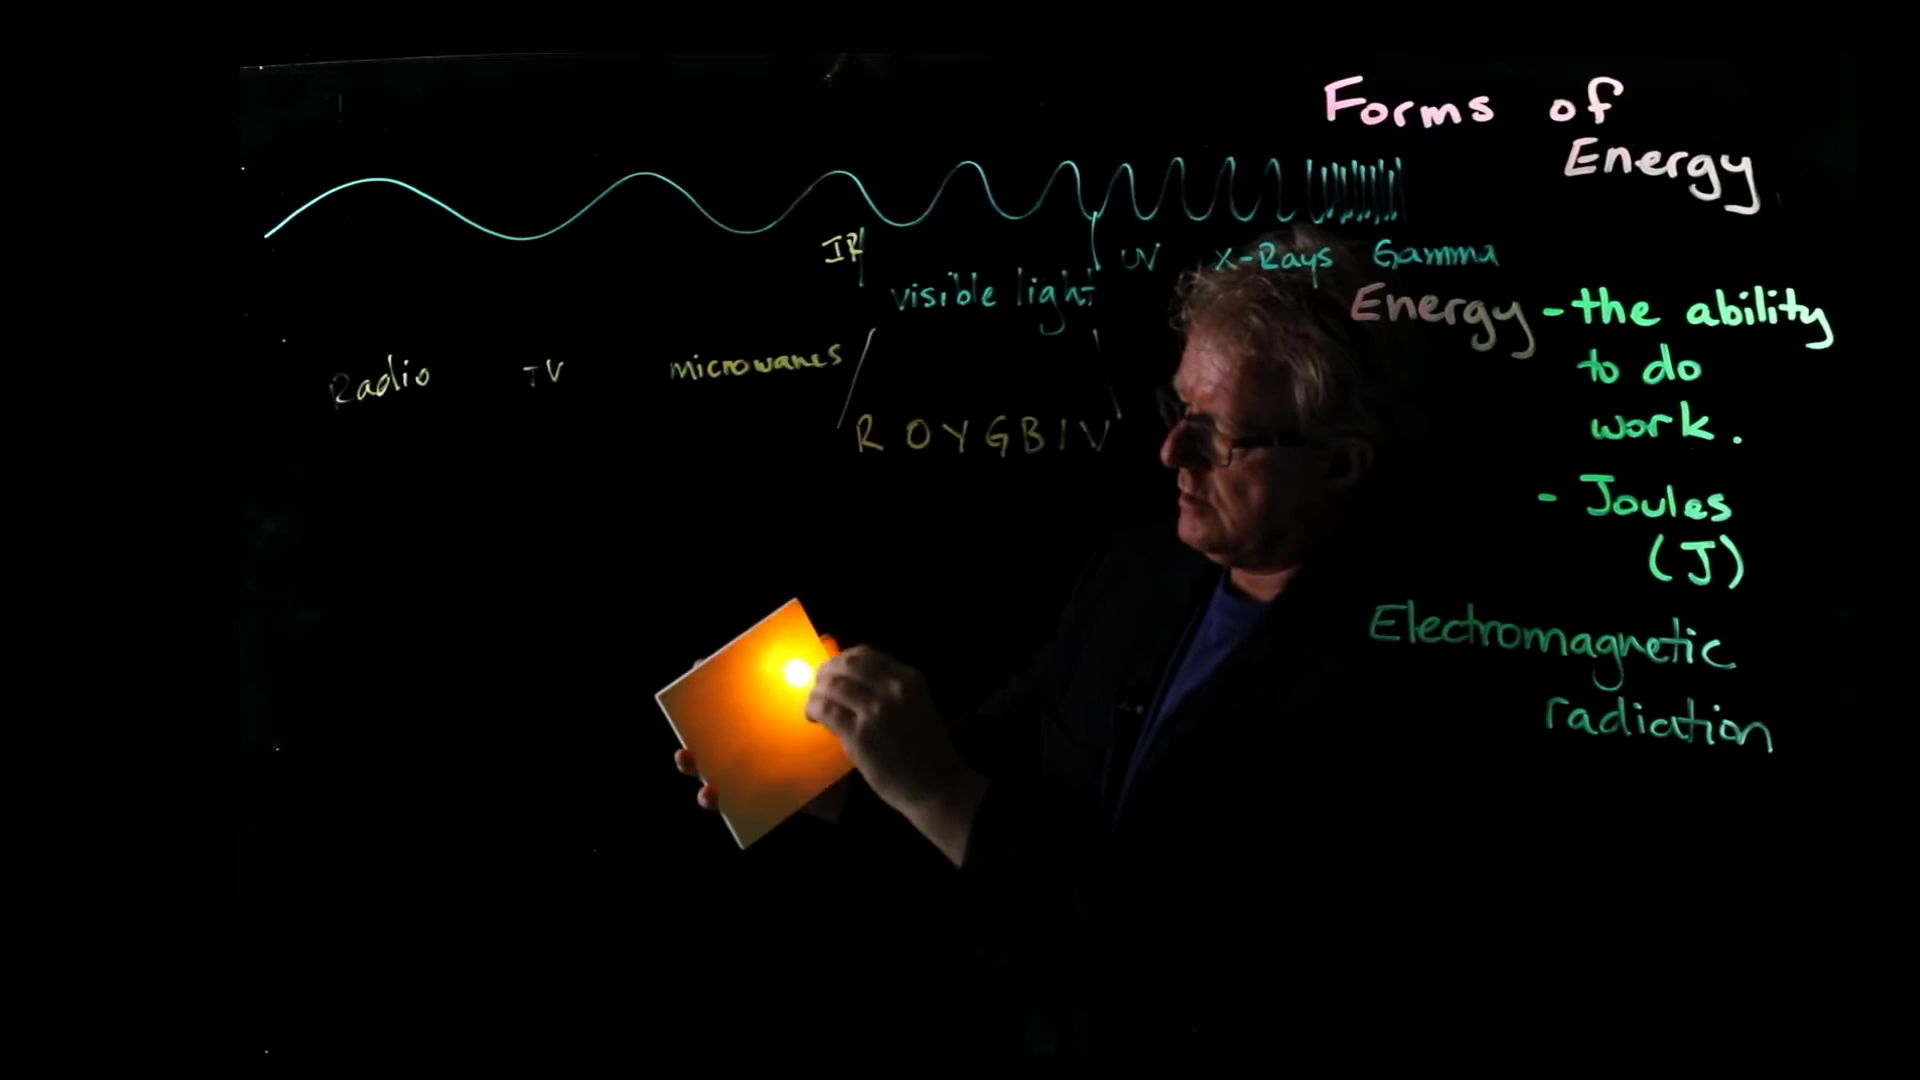 Forms of
Energy
IR
visible light
UV
X-Rays
Gamma
Energy - the ability
to do
work.
Radio
TV
microwaves
R O Y G B I V
- Joules
(J)
Electromagnetic
radiation